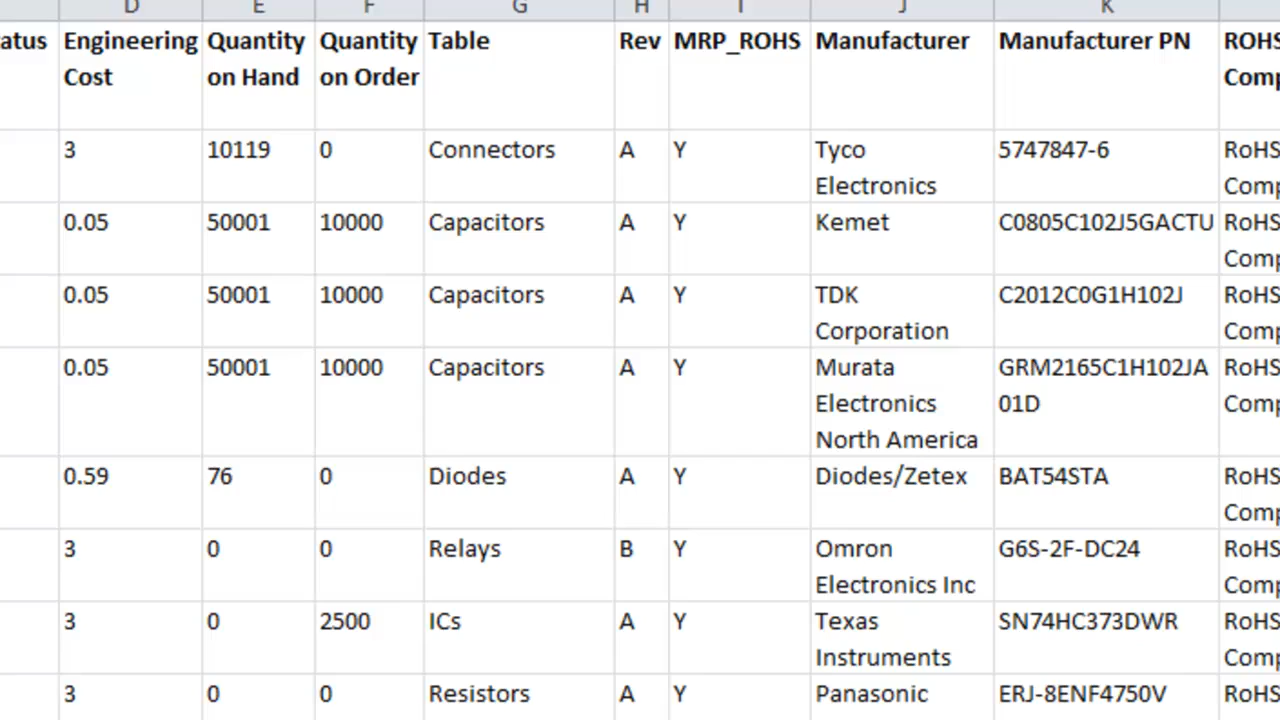 D E F G H I J K
atus Engineering Quantity Quantity Table Rev MRP_ROHS Manufacturer Manufacturer PN ROHS
Cost on Hand on Order Comp
3 10119 0 Connectors A Y Tyco 5747847-6 RoHS
Electronics Comp
0.05 50001 10000 Capacitors A Y Kemet C0805C102J5GACTU RoHS
Comp
0.05 50001 10000 Capacitors A Y TDK C2012C0G1H102J RoHS
Corporation Comp
0.05 50001 10000 Capacitors A Y Murata GRM2165C1H102JA RoHS
Electronics 01D Comp
North America
0.59 76 0 Diodes A Y Diodes/Zetex BAT54STA RoHS
Comp
3 0 0 Relays B Y Omron G6S-2F-DC24 RoHS
Electronics Inc Comp
3 0 2500 ICs A Y Texas SN74HC373DWR RoHS
Instruments Comp
3 0 0 Resistors A Y Panasonic ERJ-8ENF4750V RoHS